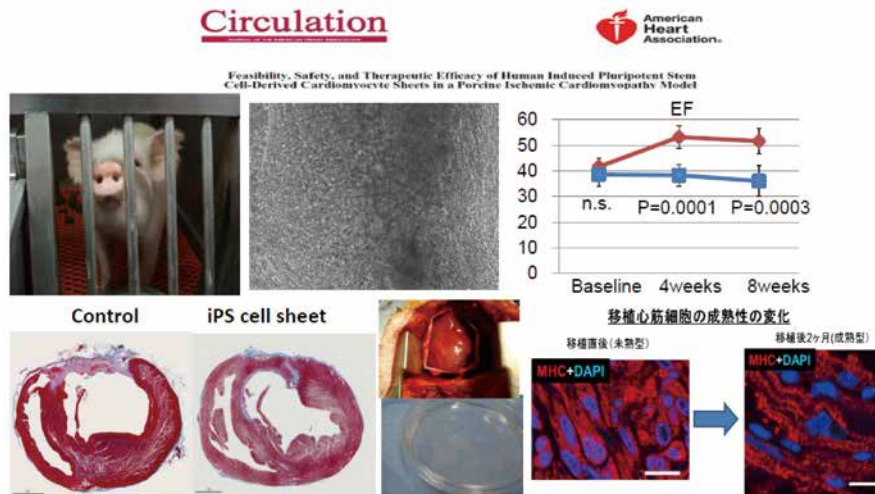 Circulation
American
Heart
Association®
Feasibility, Safety, and Therapeutic Efficacy of Human Induced Pluripotent Stem
Cell-Derived Cardiomyocyte Sheets in a Porcine Ischemic Cardiomyopathy Model
EF
60
50
40
30
20
10
0
n.s.
P=0.0001
P=0.0003
Baseline
4weeks
8weeks
Control
iPS cell sheet
移植心筋細胞の成熟性の変化
移植直後(未熟型)
移植後2ヶ月(成熟型)
MHC+DAPI
MHC+DAPI